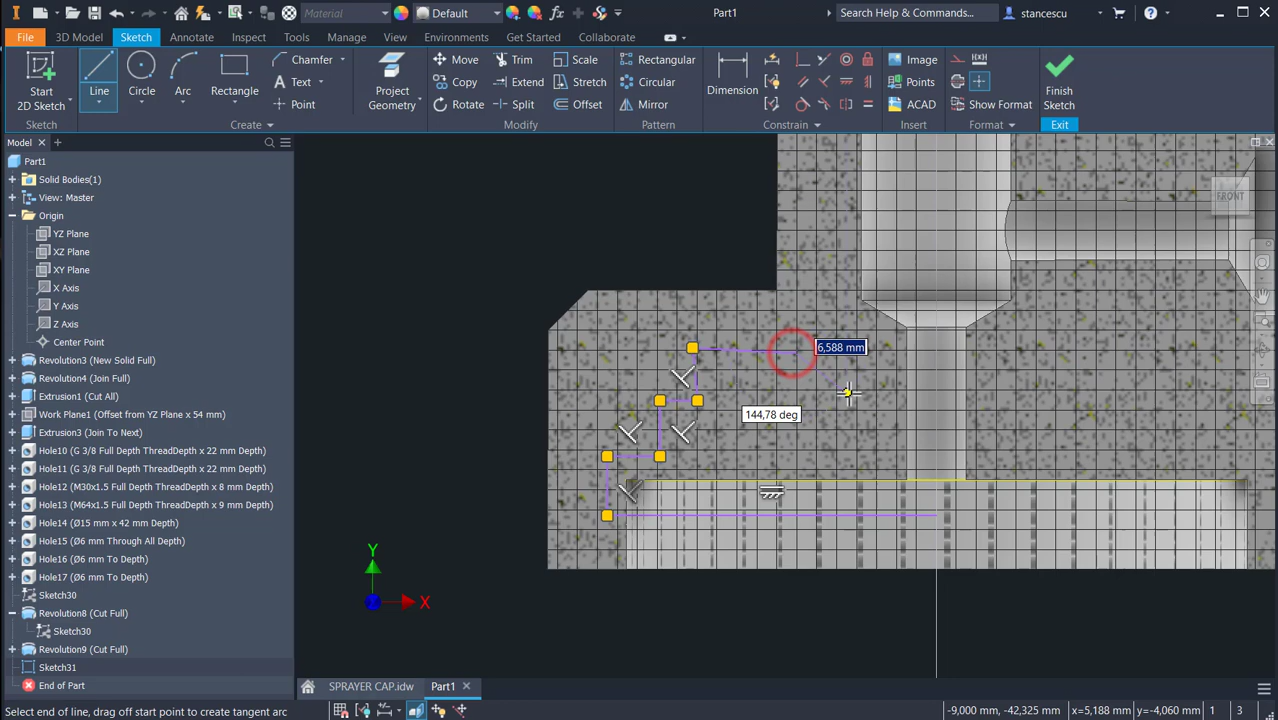 Material
Default
Part1
Search Help & Commands...
stancescu
File
3D Model
Sketch
Annotate
Inspect
Tools
Manage
View
Environments
Get Started
Collaborate
Start
2D Sketch
Line
Circle
Arc
Rectangle
Chamfer
Text
Point
Project
Geometry
Move
Copy
Rotate
Trim
Extend
Split
Scale
Stretch
Offset
Rectangular
Circular
Mirror
Dimension
Image
Points
ACAD
Show Format
Finish
Sketch
Sketch
Create
Modify
Pattern
Constrain
Insert
Format
Exit
Model
Part1
Solid Bodies(1)
View: Master
Origin
YZ Plane
XZ Plane
XY Plane
X Axis
Y Axis
Z Axis
Center Point
Revolution3 (New Solid Full)
Revolution4 (Join Full)
Extrusion1 (Cut All)
Work Plane1 (Offset from YZ Plane x 54 mm)
Extrusion3 (Join To Next)
Hole10 (G 3/8 Full Depth ThreadDepth x 22 mm Depth)
Hole11 (G 3/8 Full Depth ThreadDepth x 22 mm Depth)
Hole12 (M30x1.5 Full Depth ThreadDepth x 8 mm Depth)
Hole13 (M64x1.5 Full Depth ThreadDepth x 9 mm Depth)
Hole14 (Ø15 mm x 42 mm Depth)
Hole15 (Ø6 mm Through All Depth)
Hole16 (Ø6 mm To Depth)
Hole17 (Ø6 mm To Depth)
Sketch30
Revolution8 (Cut Full)
Sketch30
Revolution9 (Cut Full)
Sketch31
End of Part
FRONT
6,588 mm
144,78 deg
Y
X
SPRAYER CAP.idw
Part1
Select end of line, drag off start point to create tangent arc
-9,000 mm, -42,325 mm
x=5,188 mm, y=-4,060 mm
1
3